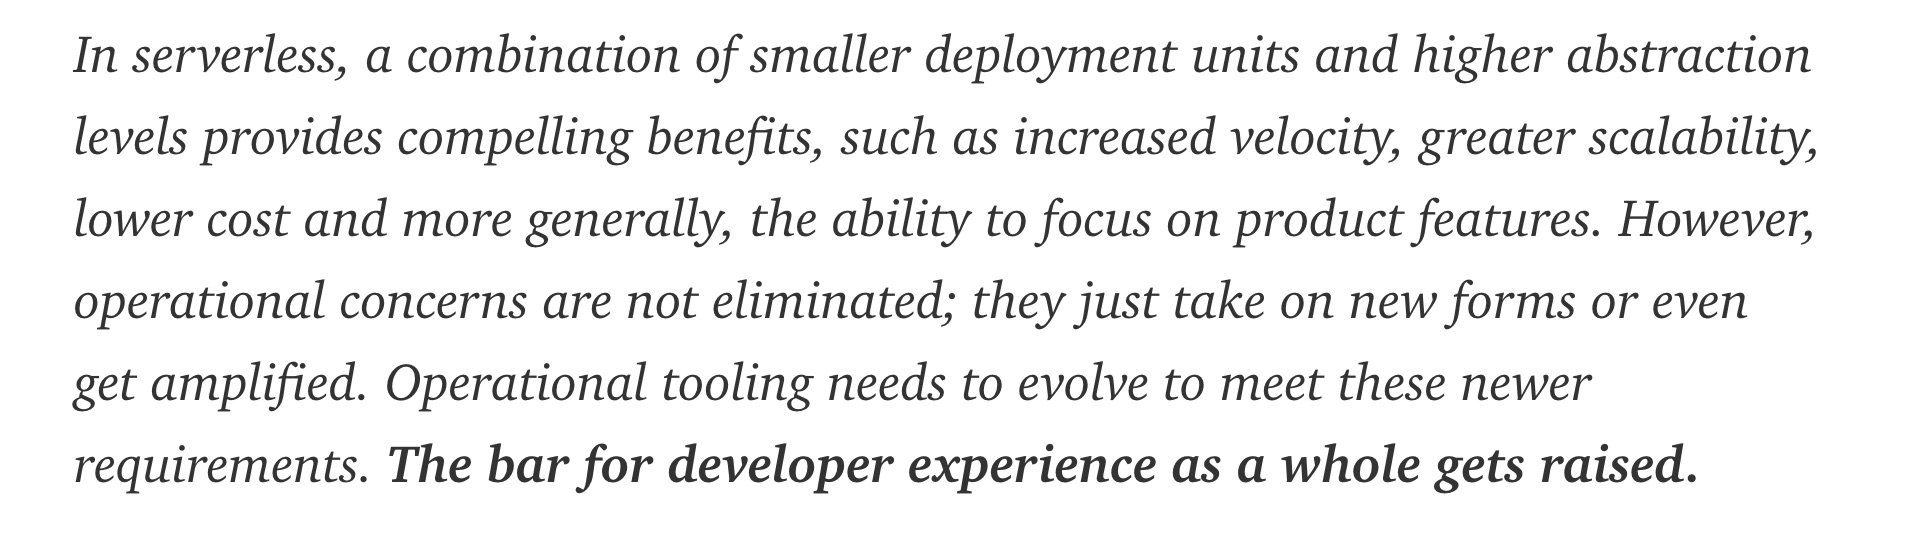 In serverless, a combination of smaller deployment units and higher abstraction
levels provides compelling benefits, such as increased velocity, greater scalability,
lower cost and more generally, the ability to focus on product features. However,
operational concerns are not eliminated; they just take on new forms or even
get amplified. Operational tooling needs to evolve to meet these newer
requirements. The bar for developer experience as a whole gets raised.